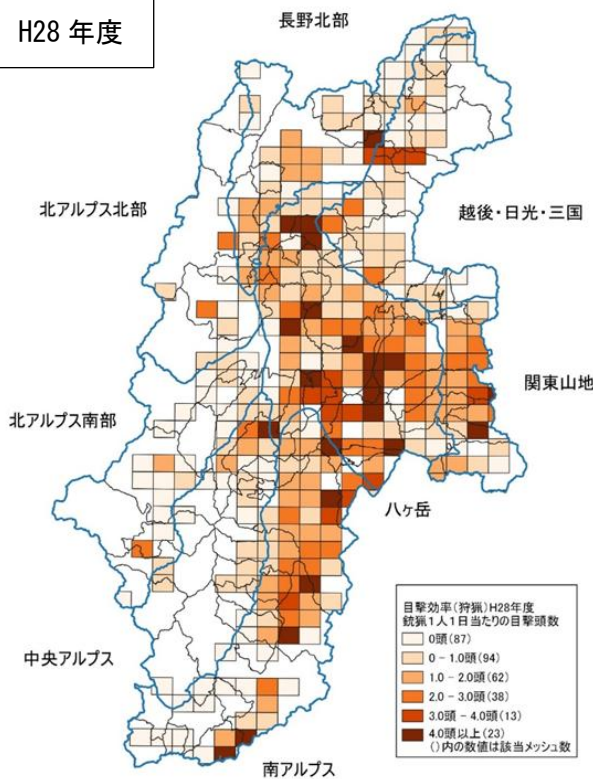 H28 年度
長野北部
北アルプス北部
越後・日光・三国
関東山地
北アルプス南部
八ヶ岳
中央アルプス
南アルプス
目撃効率(狩猟)H28年度
銃猟1人1日当たりの目撃頭数
0頭(87)
0 - 1.0頭(94)
1.0 - 2.0頭(62)
2.0 - 3.0頭(38)
3.0頭 - 4.0頭(13)
4.0頭以上(23)
()内の数値は該当メッシュ数